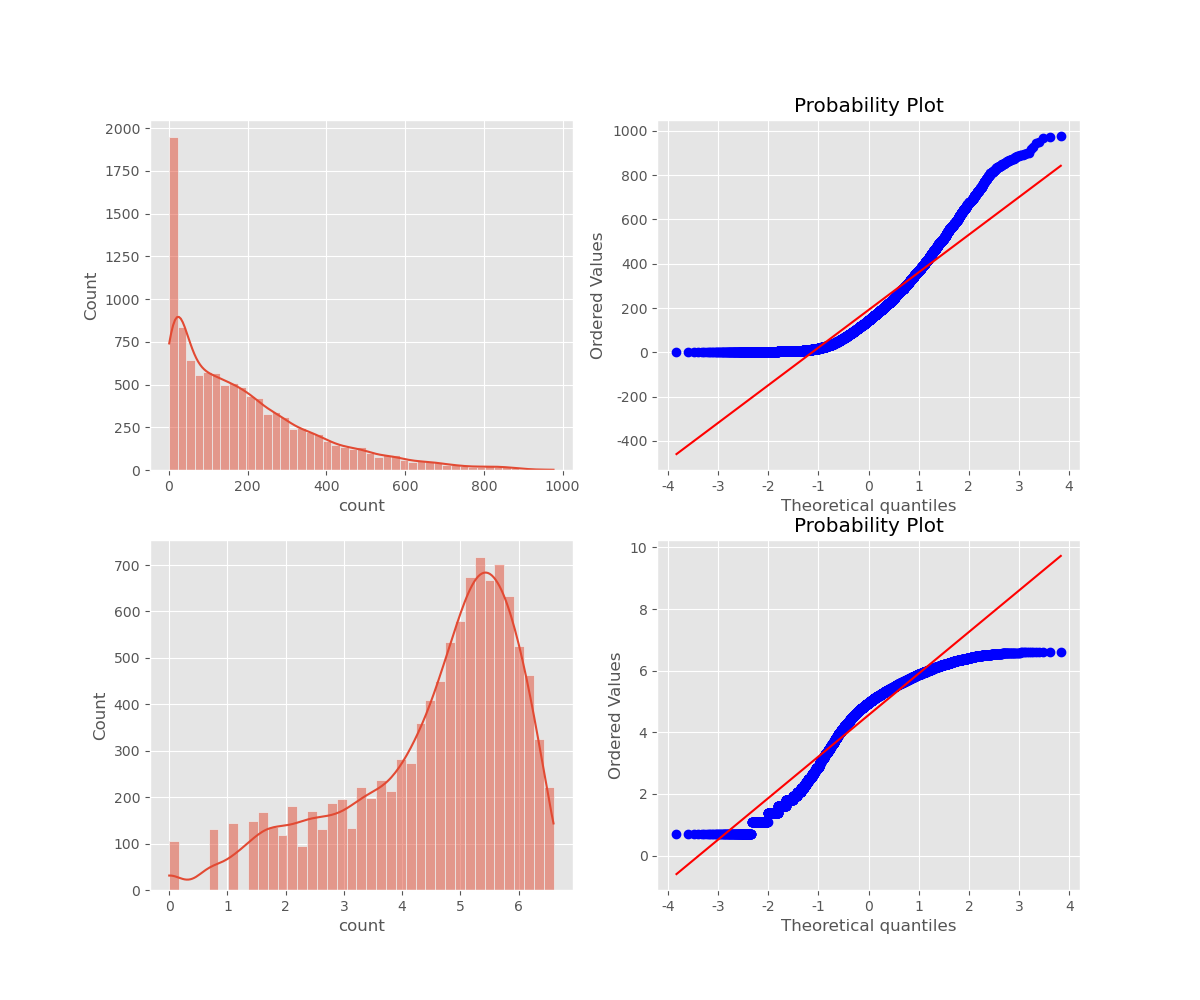 Probability Plot
2000
1750
1500
1250
1000
750
500
250
0
Count
0 200 400 600 800 1000
count
1000
800
600
400
200
0
-200
-400
Ordered Values
-4 -3 -2 -1 0 1 2 3 4
Theoretical quantiles
Probability Plot
700
600
500
400
300
200
100
0
Count
0 1 2 3 4 5 6
count
10
8
6
4
2
0
Ordered Values
-4 -3 -2 -1 0 1 2 3 4
Theoretical quantiles